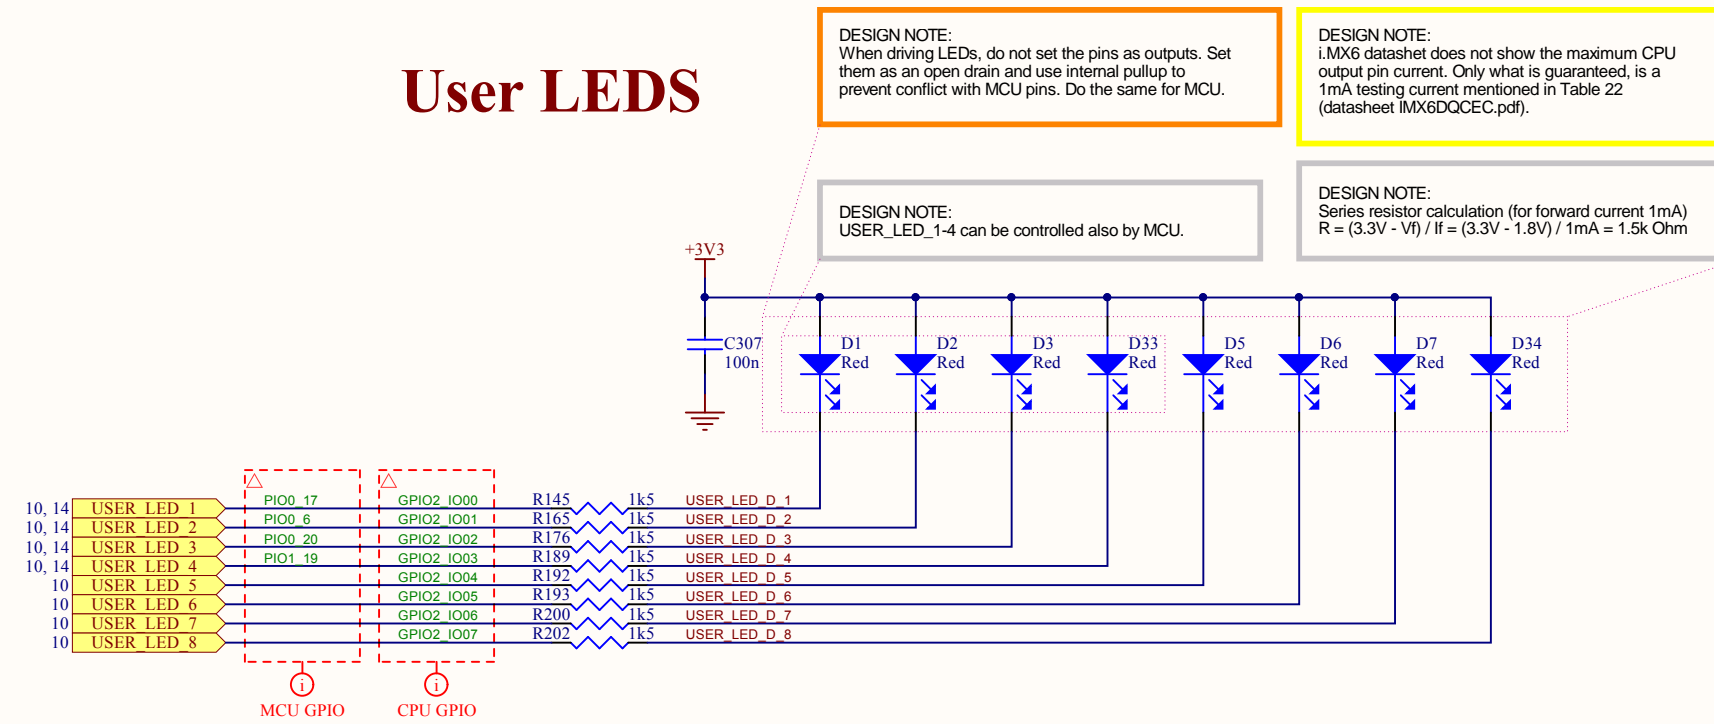 User LEDS
DESIGN NOTE:
When driving LEDs, do not set the pins as outputs. Set
them as an open drain and use internal pullup to
prevent conflict with MCU pins. Do the same for MCU.
DESIGN NOTE:
i.MX6 datashet does not show the maximum CPU
output pin current. Only what is guaranteed, is a
1mA testing current mentioned in Table 22
(datasheet IMX6DQCEC.pdf).
DESIGN NOTE:
USER_LED_1-4 can be controlled also by MCU.
DESIGN NOTE:
Series resistor calculation (for forward current 1mA)
R = (3.3V - Vf) / If = (3.3V - 1.8V) / 1mA = 1.5k Ohm
+3V3
C307
100n
D1
Red
D2
Red
D3
Red
D33
Red
D5
Red
D6
Red
D7
Red
D34
Red
10, 14 USER_LED_1 PIO0_17 GPIO2_IO00 R145 1k5 USER_LED_D_1
10, 14 USER_LED_2 PIO0_6 GPIO2_IO01 R165 1k5 USER_LED_D_2
10, 14 USER_LED_3 PIO0_20 GPIO2_IO02 R176 1k5 USER_LED_D_3
10, 14 USER_LED_4 PIO1_19 GPIO2_IO03 R189 1k5 USER_LED_D_4
10 USER_LED_5 GPIO2_IO04 R192 1k5 USER_LED_D_5
10 USER_LED_6 GPIO2_IO05 R193 1k5 USER_LED_D_6
10 USER_LED_7 GPIO2_IO06 R200 1k5 USER_LED_D_7
10 USER_LED_8 GPIO2_IO07 R202 1k5 USER_LED_D_8
i
MCU GPIO
i
CPU GPIO